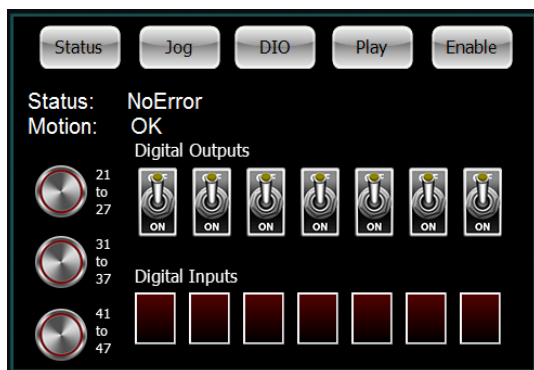 Status Jog DIO Play Enable
Status: NoError
Motion: OK
Digital Outputs
21
to
27
ON ON ON ON ON ON ON
31
to
37
Digital Inputs
41
to
47